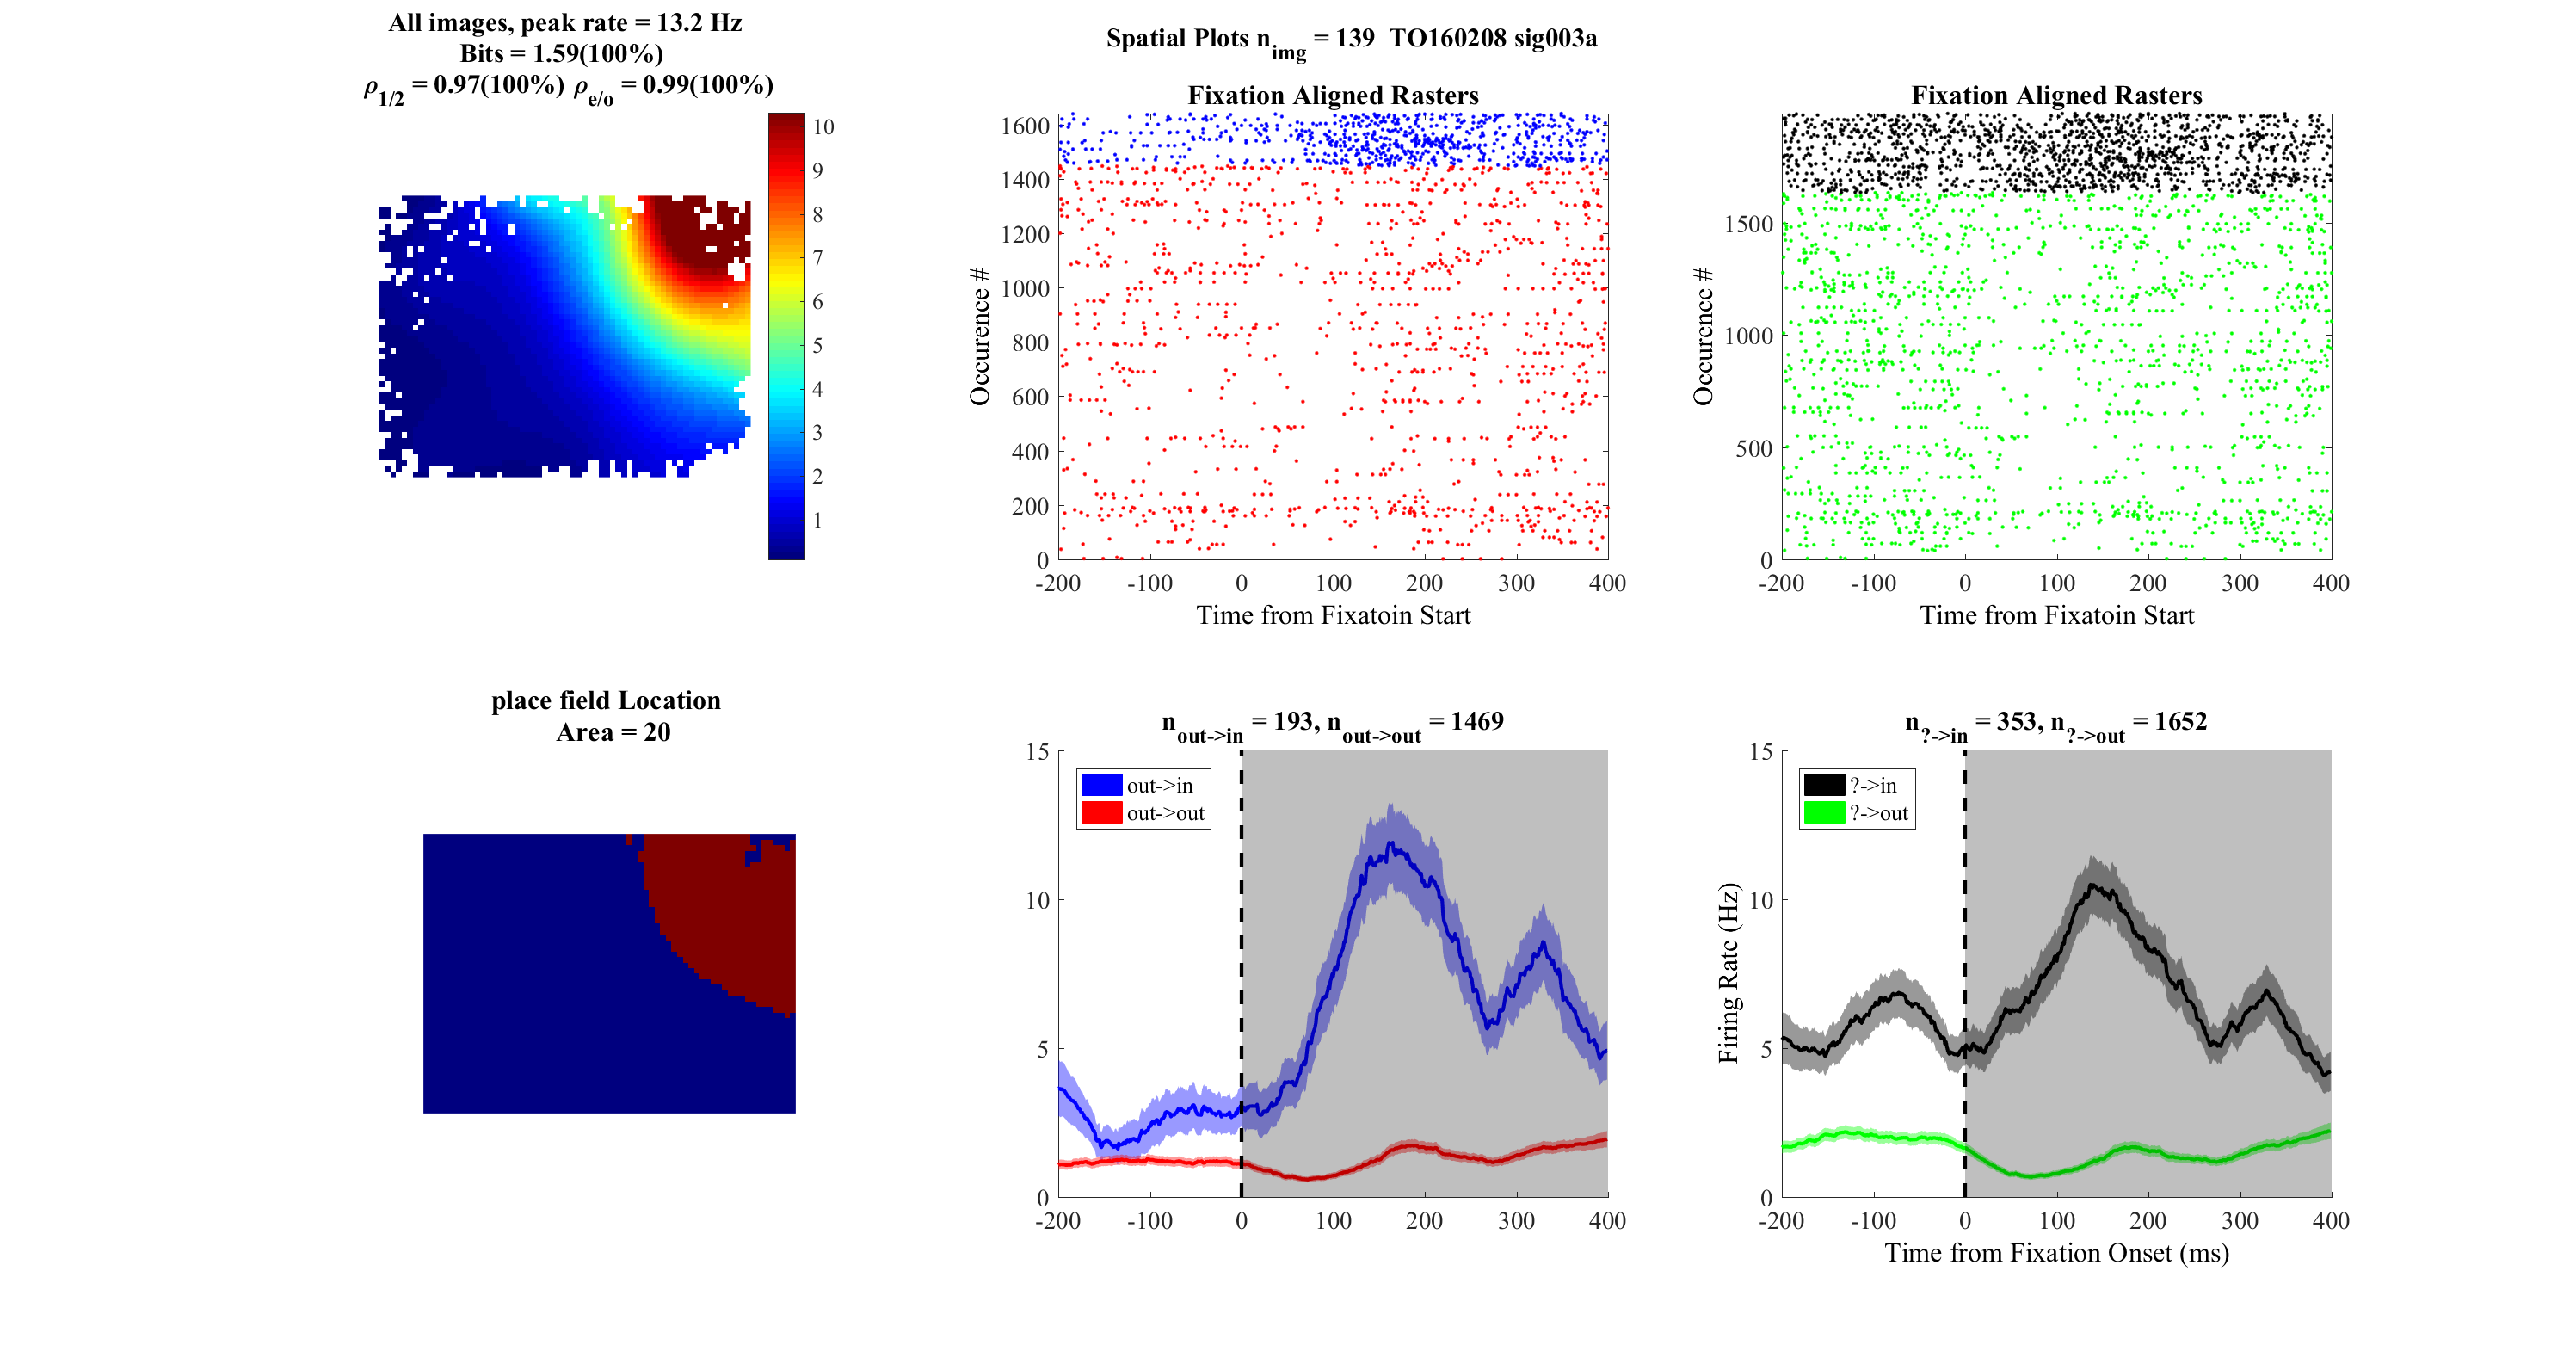 All images, peak rate = 13.2 Hz
Bits = 1.59(100%)
ρ1/2 = 0.97(100%) ρe/o = 0.99(100%)
10
9
8
7
6
5
4
3
2
1
Spatial Plots nimg = 139 TO160208 sig003a
Fixation Aligned Rasters
1600
1400
1200
1000
800
600
400
200
0
Occurence #
-200 -100 0 100 200 300 400
Time from Fixatoin Start
Fixation Aligned Rasters
1500
1000
500
0
Occurence #
-200 -100 0 100 200 300 400
Time from Fixatoin Start
place field Location
Area = 20
nout->in = 193, nout->out = 1469
15
10
5
0
out->in
out->out
-200 -100 0 100 200 300 400
n?->in = 353, n?->out = 1652
15
10
5
0
Firing Rate (Hz)
?->in
?->out
-200 -100 0 100 200 300 400
Time from Fixation Onset (ms)